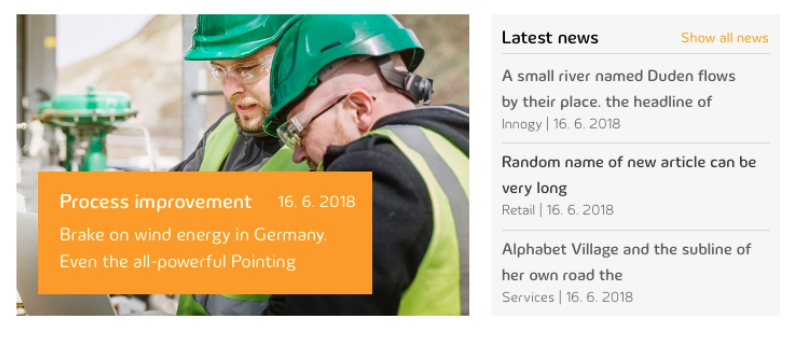 Process improvement 16. 6. 2018
Brake on wind energy in Germany.
Even the all-powerful Pointing
Latest news Show all news
A small river named Duden flows
by their place. the headline of
Innogy | 16. 6. 2018
Random name of new article can be
very long
Retail | 16. 6. 2018
Alphabet Village and the subline of
her own road the
Services | 16. 6. 2018